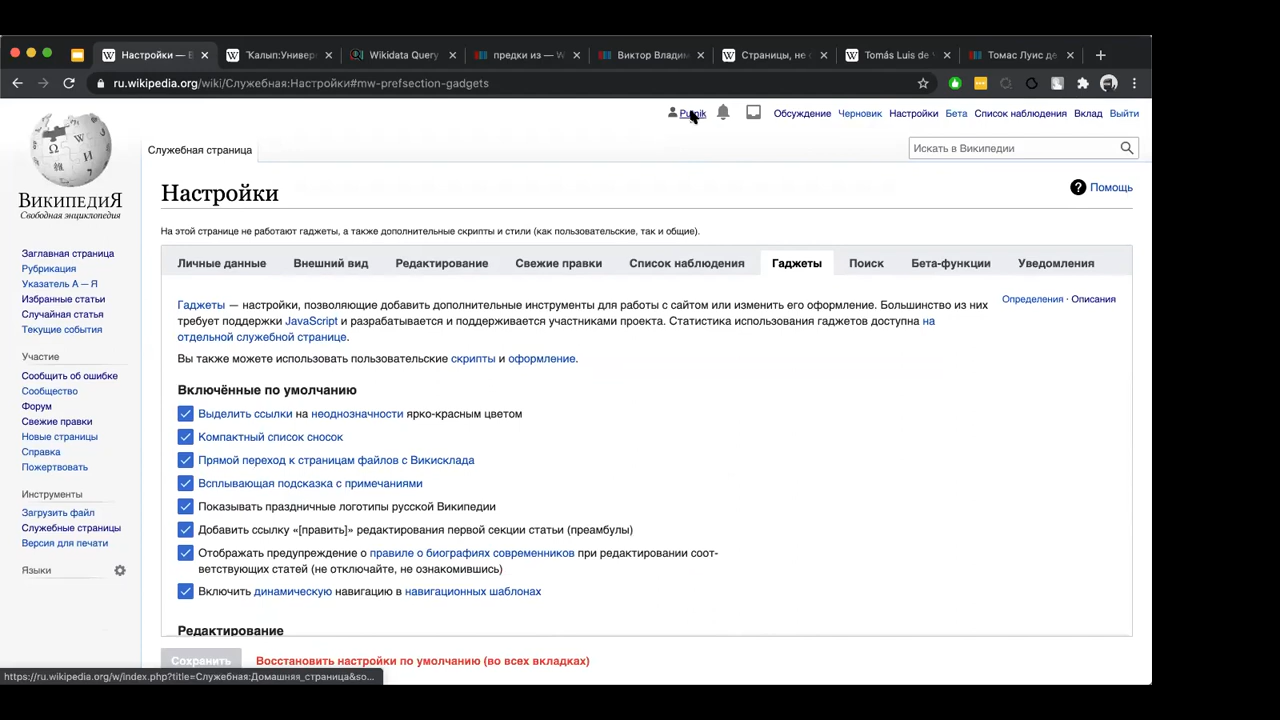 Настройки — В
"Калып:Универ
Wikidata Query
предки из — W
Виктор Владим
Страницы, не с
Tomás Luis de
Томас Луис де
ru.wikipedia.org/wiki/Служебная:Настройки#mw-prefsection-gadgets
Обсуждение Черновик Настройки Бета Список наблюдения Вклад Выйти
Служебная страница
Искать в Википедии
ВикипедиЯ
Свободная энциклопедия
Настройки
Помощь
На этой странице не работают гаджеты, а также дополнительные скрипты и стили (как пользовательские, так и общие).
Заглавная страница
Рубрикация
Указатель А — Я
Избранные статьи
Случайная статья
Текущие события
Участие
Сообщить об ошибке
Сообщество
Форум
Свежие правки
Новые страницы
Справка
Пожертвовать
Инструменты
Загрузить файл
Служебные страницы
Версия для печати
Языки
Личные данные Внешний вид Редактирование Свежие правки Список наблюдения Гаджеты Поиск Бета-функции Уведомления
Определения · Описания
Гаджеты — настройки, позволяющие добавить дополнительные инструменты для работы с сайтом или изменить его оформление. Большинство из них
требует поддержки JavaScript и разрабатывается и поддерживается участниками проекта. Статистика использования гаджетов доступна на
отдельной служебной странице.
Вы также можете использовать пользовательские скрипты и оформление.
Включённые по умолчанию
Выделить ссылки на неоднозначности ярко-красным цветом
Компактный список сносок
Прямой переход к страницам файлов с Викисклада
Всплывающая подсказка с примечаниями
Показывать праздничные логотипы русской Википедии
Добавить ссылку «[править]» редактирования первой секции статьи (преамбулы)
Отображать предупреждение о правиле о биографиях современников при редактировании соот-
ветствующих статей (не отключайте, не ознакомившись)
Включить динамическую навигацию в навигационных шаблонах
Редактирование
Сохранить Восстановить настройки по умолчанию (во всех вкладках)
https://ru.wikipedia.org/w/index.php?title=Служебная:Домашняя_страница&so...